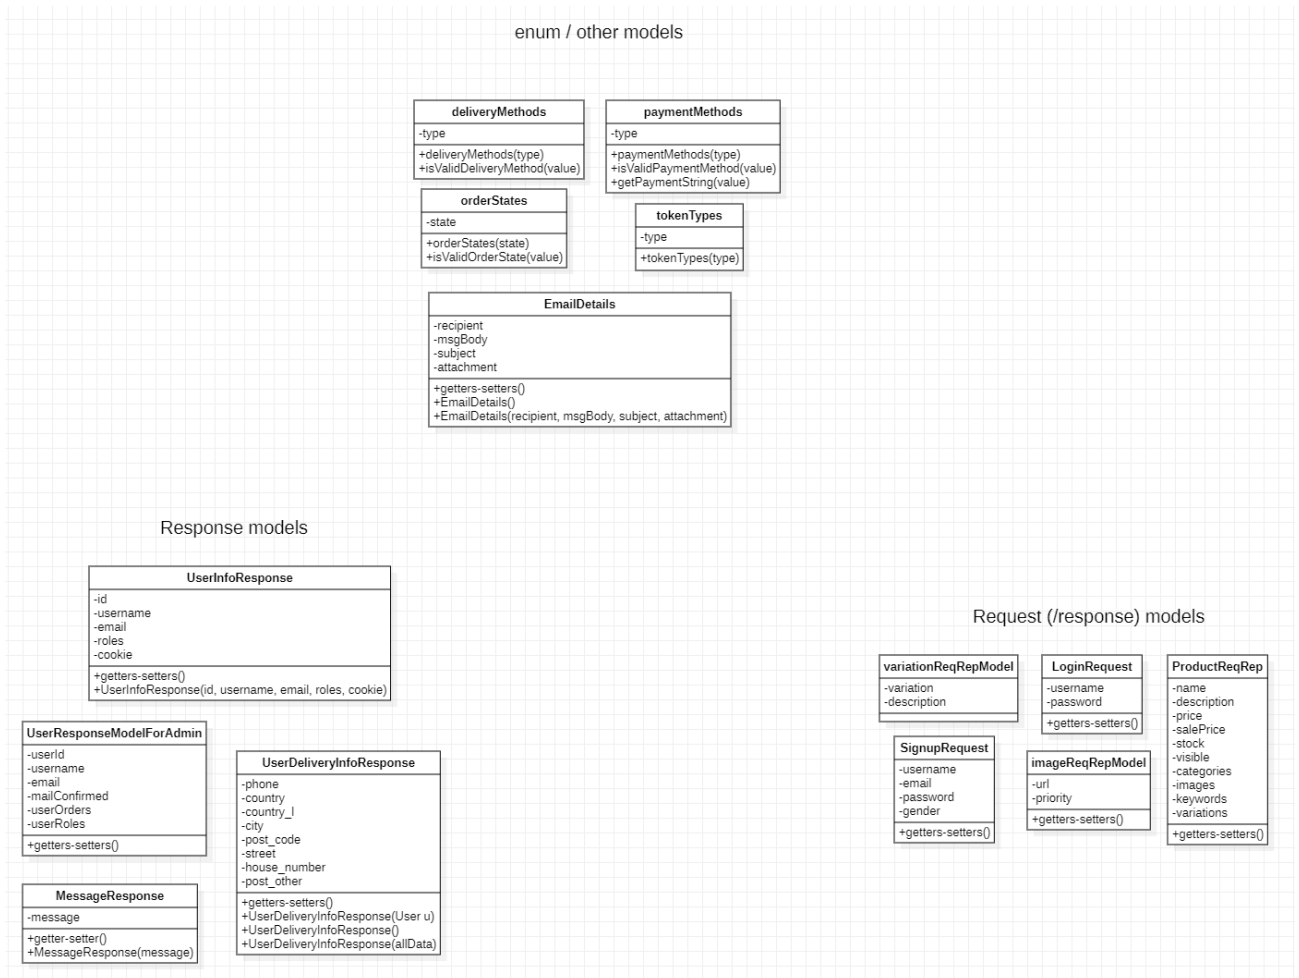 enum / other models
deliveryMethods
-type
+deliveryMethods(type)
+isValidDeliveryMethod(value)
paymentMethods
-type
+paymentMethods(type)
+isValidPaymentMethod(value)
+getPaymentString(value)
orderStates
-state
+orderStates(state)
+isValidOrderState(value)
tokenTypes
-type
+tokenTypes(type)
EmailDetails
-recipient
-msgBody
-subject
-attachment
+getters-setters()
+EmailDetails()
+EmailDetails(recipient, msgBody, subject, attachment)
Response models
UserInfoResponse
-id
-username
-email
-roles
-cookie
+getters-setters()
+UserInfoResponse(id, username, email, roles, cookie)
UserResponseModelForAdmin
-userId
-username
-email
-mailConfirmed
-userOrders
-userRoles
+getters-setters()
UserDeliveryInfoResponse
-phone
-country
-country_l
-city
-post_code
-street
-house_number
-post_other
+getters-setters()
+UserDeliveryInfoResponse(User u)
+UserDeliveryInfoResponse()
+UserDeliveryInfoResponse(allData)
MessageResponse
-message
+getter-setter()
+MessageResponse(message)
Request (/response) models
variationReqRepModel
-variation
-description
LoginRequest
-username
-password
+getters-setters()
ProductReqRep
-name
-description
-price
-salePrice
-stock
-visible
-categories
-images
-keywords
-variations
+getters-setters()
SignupRequest
-username
-email
-password
-gender
+getters-setters()
imageReqRepModel
-url
-priority
+getters-setters()